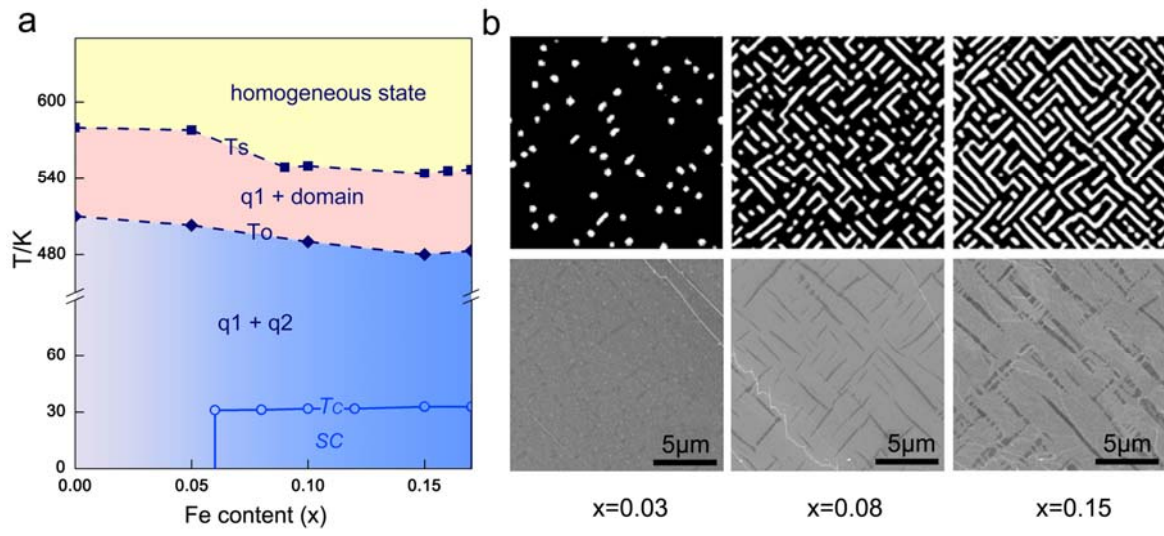 a
b
T/K
600
540
480
60
30
0
homogeneous state
Ts
q1 + domain
To
q1 + q2
Tc
SC
0.00
0.05
0.10
0.15
Fe content (x)
5μm
5μm
5μm
x=0.03
x=0.08
x=0.15